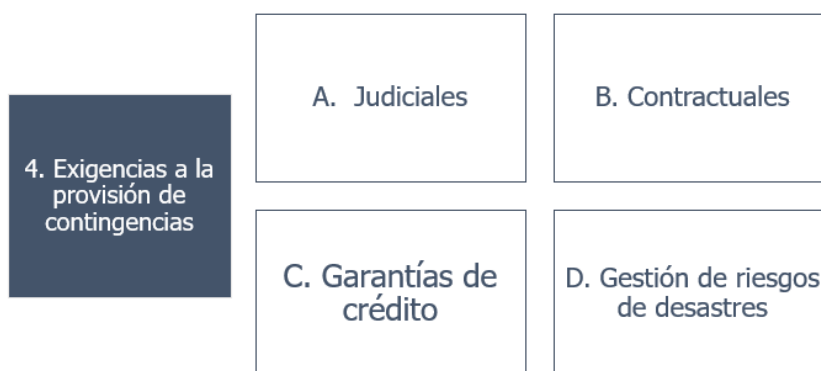 4. Exigencias a la
provisión de
contingencias
A. Judiciales
B. Contractuales
C. Garantías de
crédito
D. Gestión de riesgos
de desastres